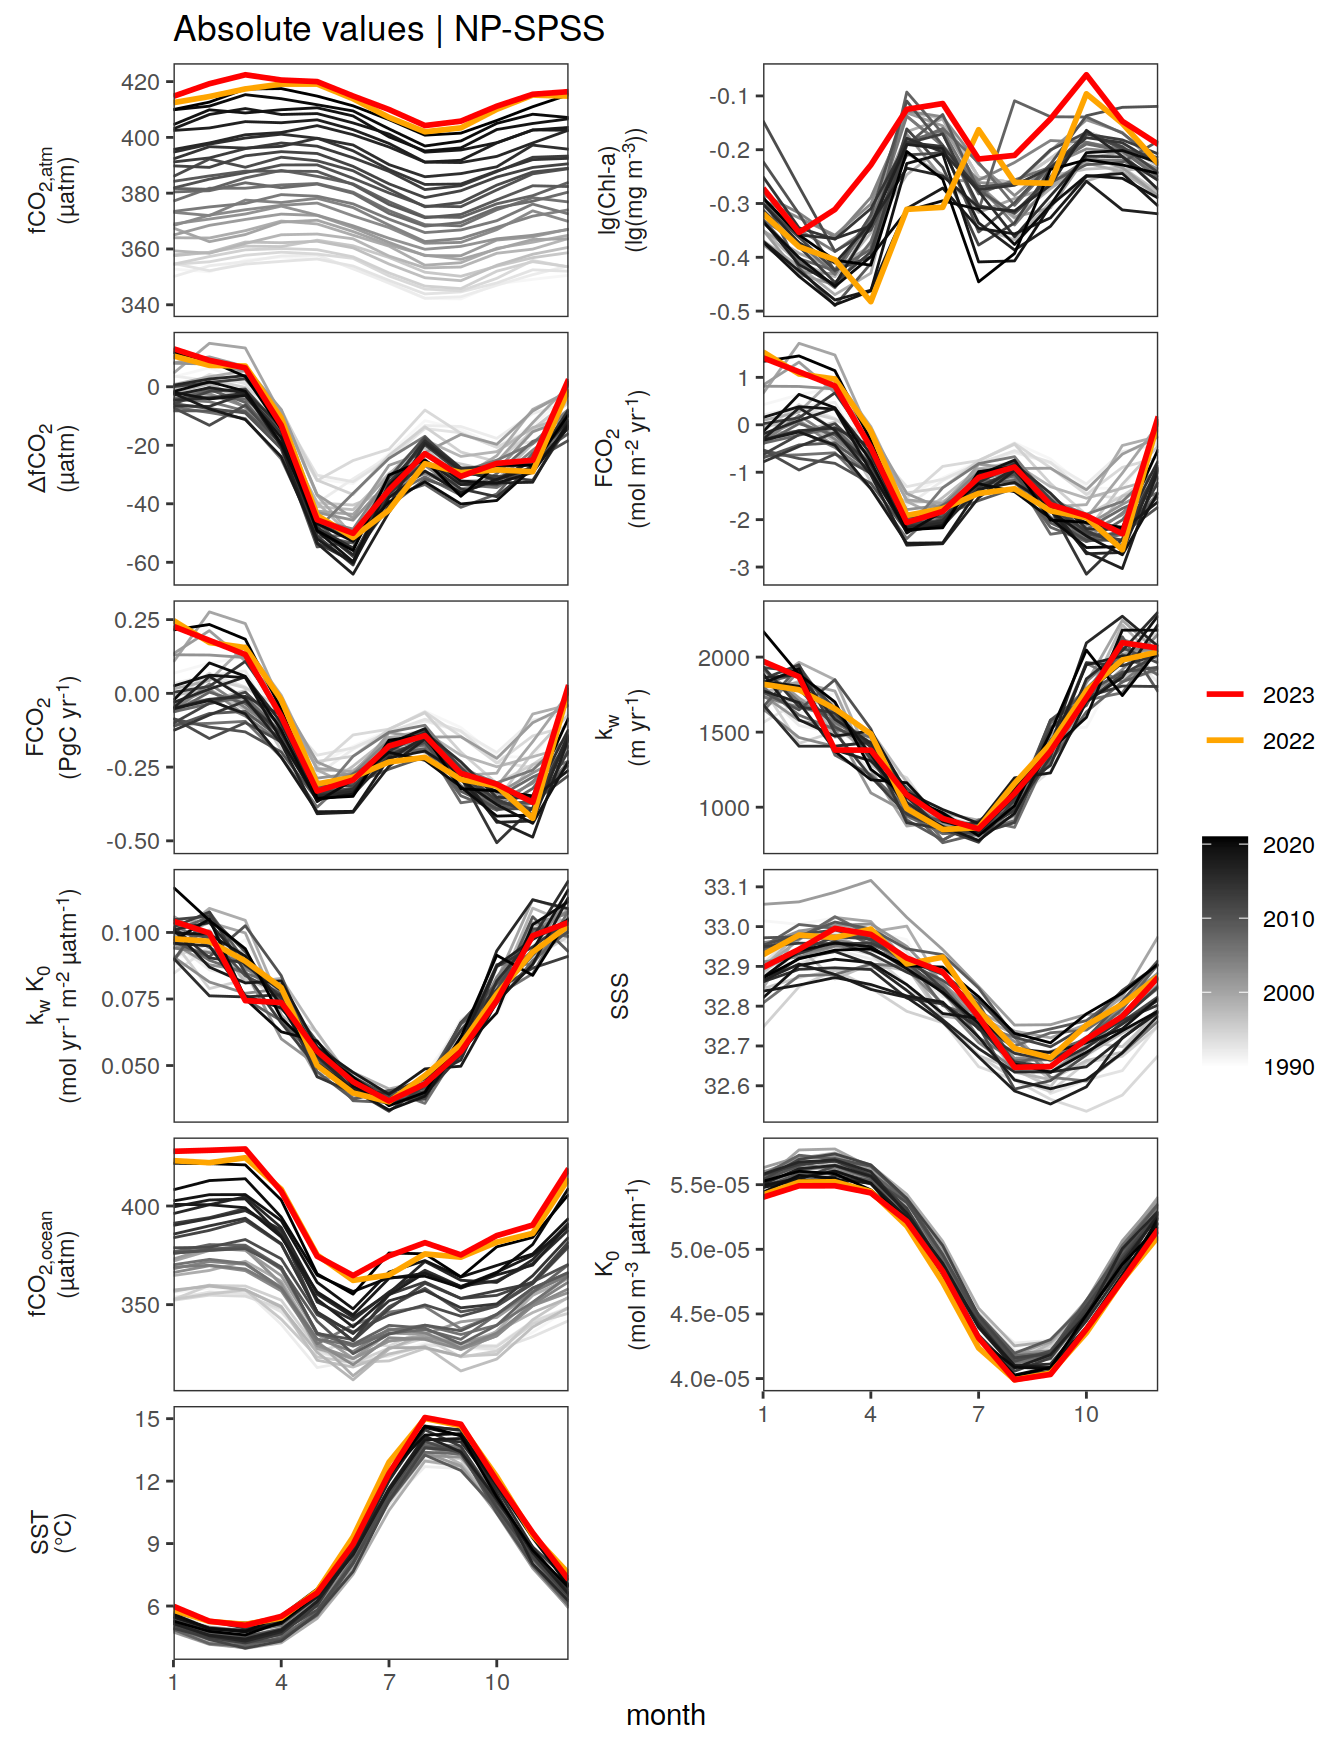 Absolute values | NP-SPSS
fCO2,atm
(µatm)
420
400
380
360
340
lg(Chl-a)
(lg(mg m-3))
-0.1
-0.2
-0.3
-0.4
-0.5
ΔfCO2
(µatm)
0
-20
-40
-60
FCO2
(mol m-2 yr-1)
1
0
-1
-2
-3
FCO2
(PgC yr-1)
0.25
0.00
-0.25
-0.50
kw
(m yr-1)
2000
1500
1000
kw K0
(mol yr-1 m-2 µatm-1)
0.100
0.075
0.050
SSS
33.1
33.0
32.9
32.8
32.7
32.6
fCO2,ocean
(µatm)
400
350
K0
(mol m-3 µatm-1)
5.5e-05
5.0e-05
4.5e-05
4.0e-05
1 4 7 10
SST
(°C)
15
12
9
6
1 4 7 10
month
2023
2022
2020
2010
2000
1990